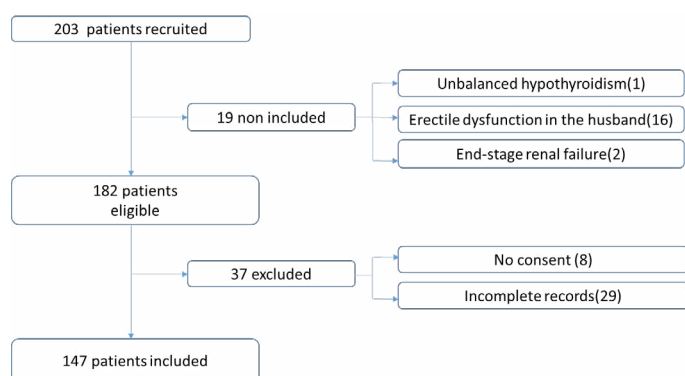 203 patients recruited
Unbalanced hypothyroidism(1)
19 non included
Erectile dysfunction in the husband(16)
End-stage renal failure(2)
182 patients
eligible
No consent (8)
37 excluded
Incomplete records(29)
147 patients included